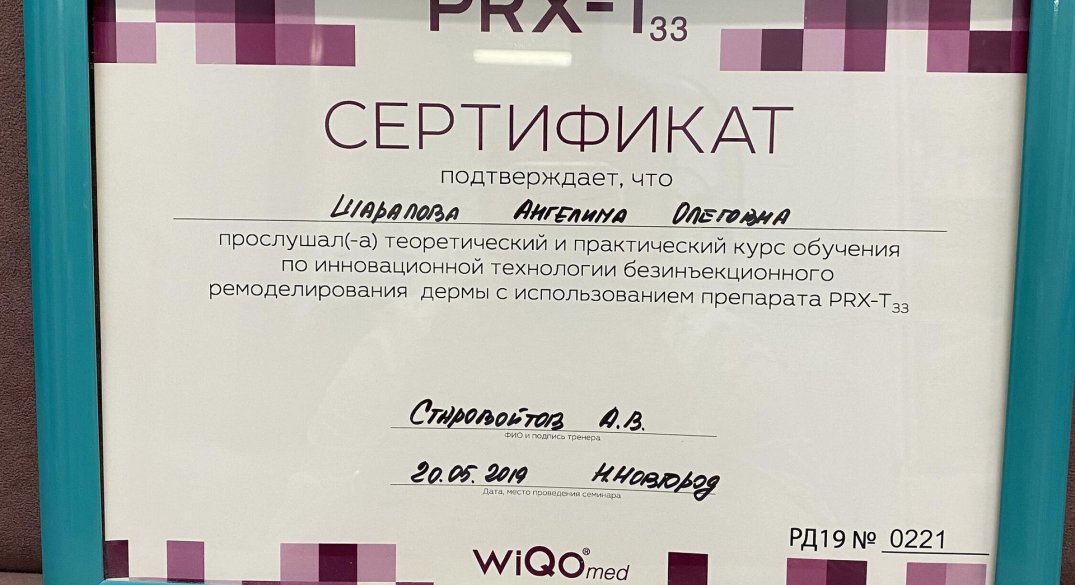 PRX-T33
СЕРТИФИКАТ
подтверждает, что
Шарапова Ангелина Олеговна
прослушал(-а) теоретический и практический курс обучения
по инновационной технологии безинъекционного
ремоделирования дермы с использованием препарата PRX-T33
Старовойтов А.В.
ФИО и подпись тренера
20.05.2019 Н.Новгород
Дата, место проведения семинара
РД19 № 0221
WiQo® med